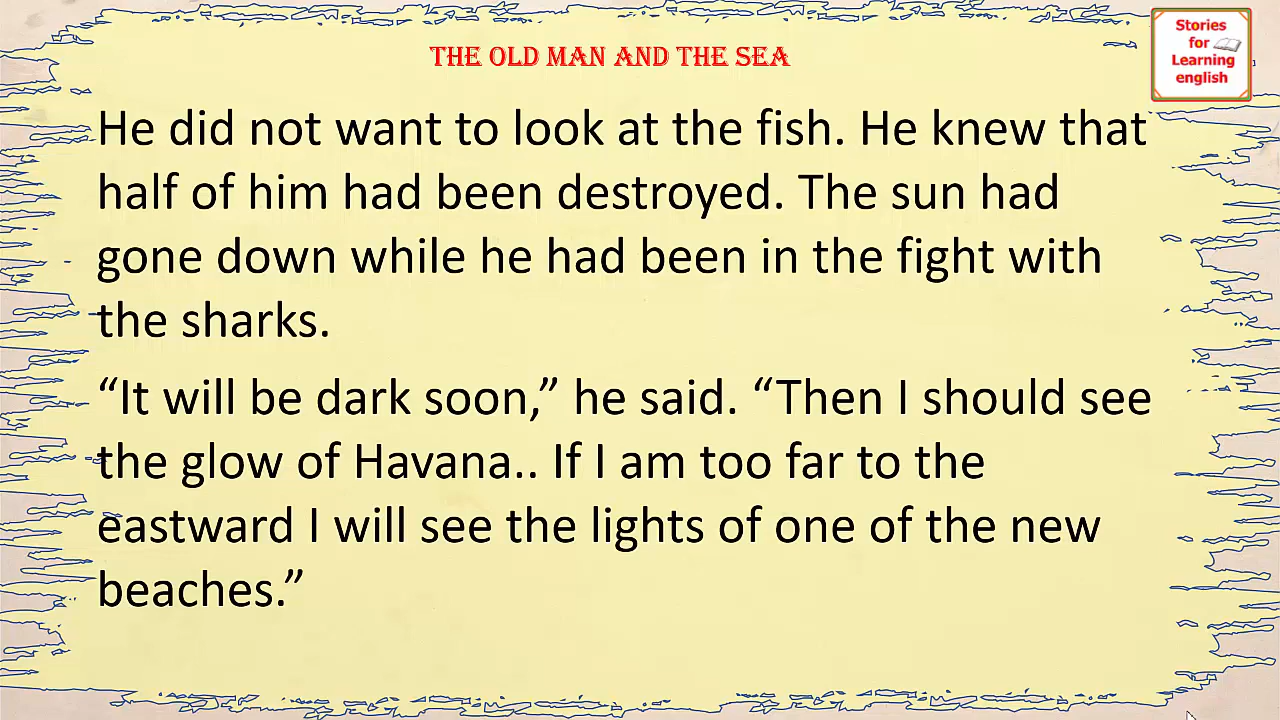 THE OLD MAN AND THE SEA
Stories
for
Learning
english
He did not want to look at the fish. He knew that
half of him had been destroyed. The sun had
gone down while he had been in the fight with
the sharks.
“It will be dark soon,” he said. “Then I should see
the glow of Havana.. If I am too far to the
eastward I will see the lights of one of the new
beaches.”